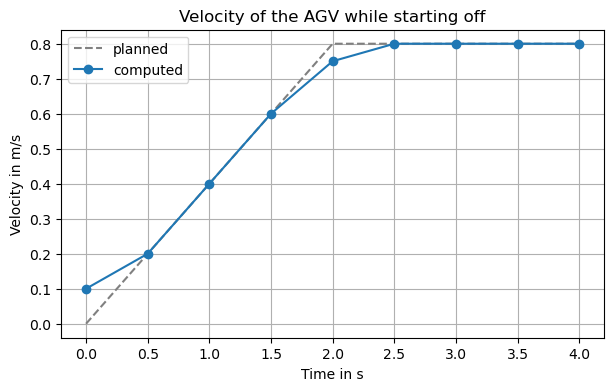 Velocity of the AGV while starting off
planned
computed
Velocity in m/s
0.8
0.7
0.6
0.5
0.4
0.3
0.2
0.1
0.0
0.0 0.5 1.0 1.5 2.0 2.5 3.0 3.5 4.0
Time in s